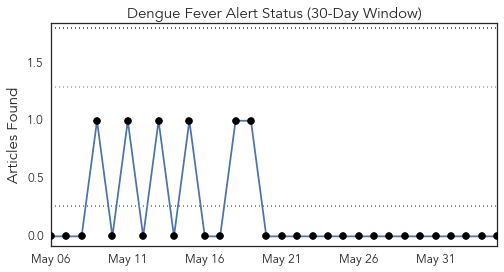 Dengue Fever Alert Status (30-Day Window)
Articles Found
1.5
1.0
0.5
0.0
May 06 May 11 May 16 May 21 May 26 May 31